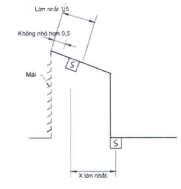 Lớn nhất 1,5
Không nhỏ hơn 0,5
S
Mái
S
X lớn nhất.